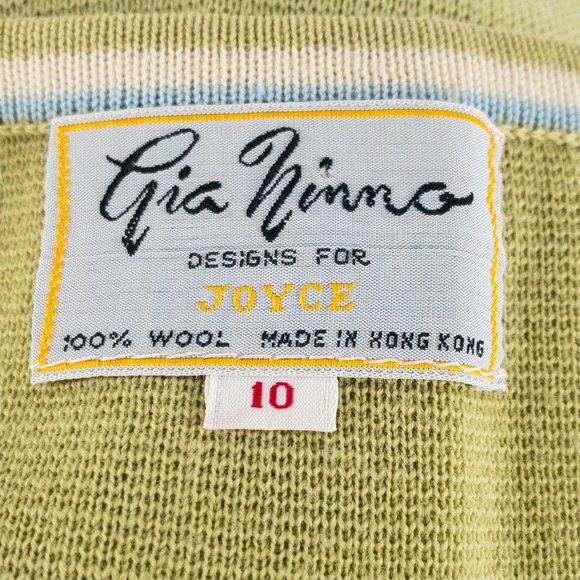 Gia Ninno
DESIGNS FOR
JOYCE
100% WOOL MADE IN HONG KONG
10